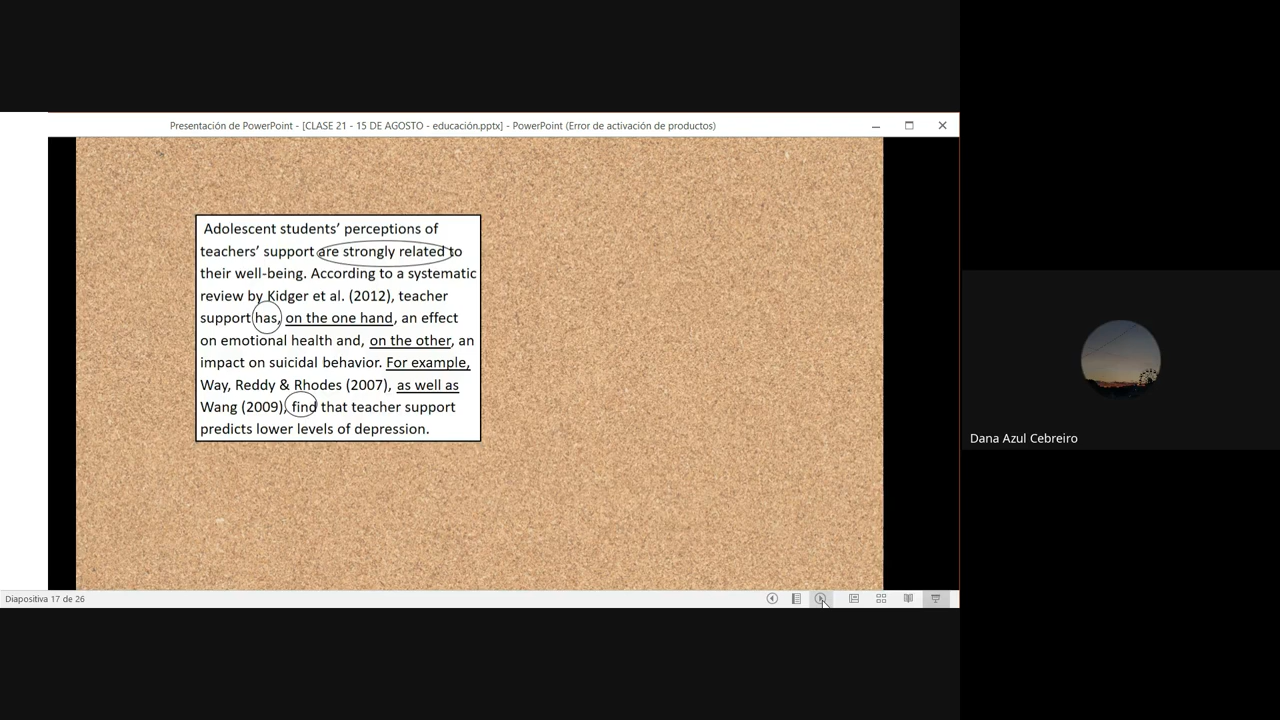 Presentación de PowerPoint - [CLASE 21 - 15 DE AGOSTO - educación.pptx] - PowerPoint (Error de activación de productos)
Adolescent students’ perceptions of
teachers’ support are strongly related to
their well-being. According to a systematic
review by Kidger et al. (2012), teacher
support has, on the one hand, an effect
on emotional health and, on the other, an
impact on suicidal behavior. For example,
Way, Reddy & Rhodes (2007), as well as
Wang (2009), find that teacher support
predicts lower levels of depression.
Dana Azul Cebreiro
Diapositiva 17 de 26